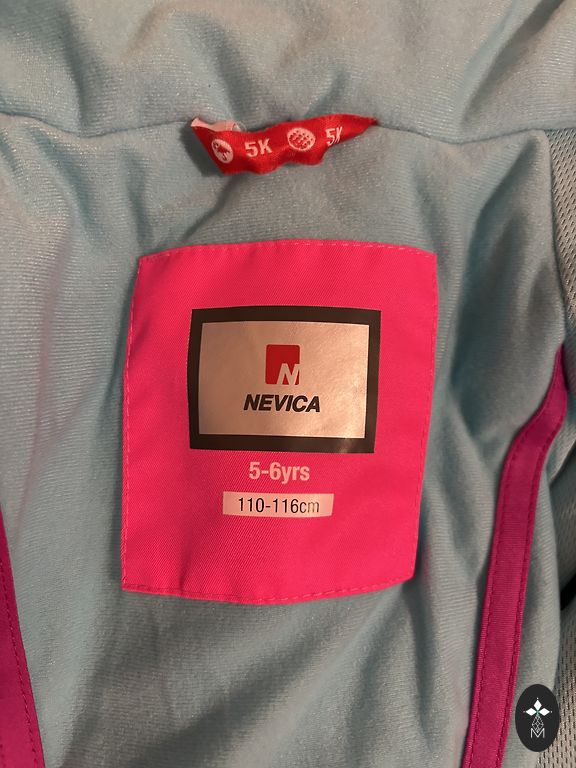 5K 5K
N
NEVICA
5-6yrs
110-116cm
M